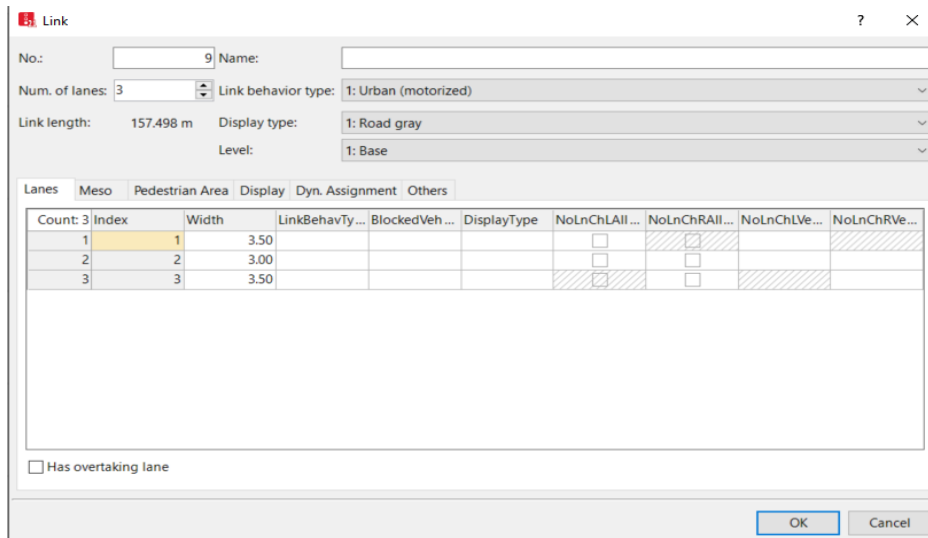 Link ? ×
No.: 9 Name:
Num. of lanes: 3 Link behavior type: 1: Urban (motorized)
Link length: 157.498 m Display type: 1: Road gray
Level: 1: Base
Lanes Meso Pedestrian Area Display Dyn. Assignment Others
Count: 3 Index Width LinkBehavTy... BlockedVeh ... DisplayType NoLnChLAll... NoLnChRAll... NoLnChLVe... NoLnChRVe...
1 1 3.50
2 2 3.00
3 3 3.50
Has overtaking lane
OK Cancel